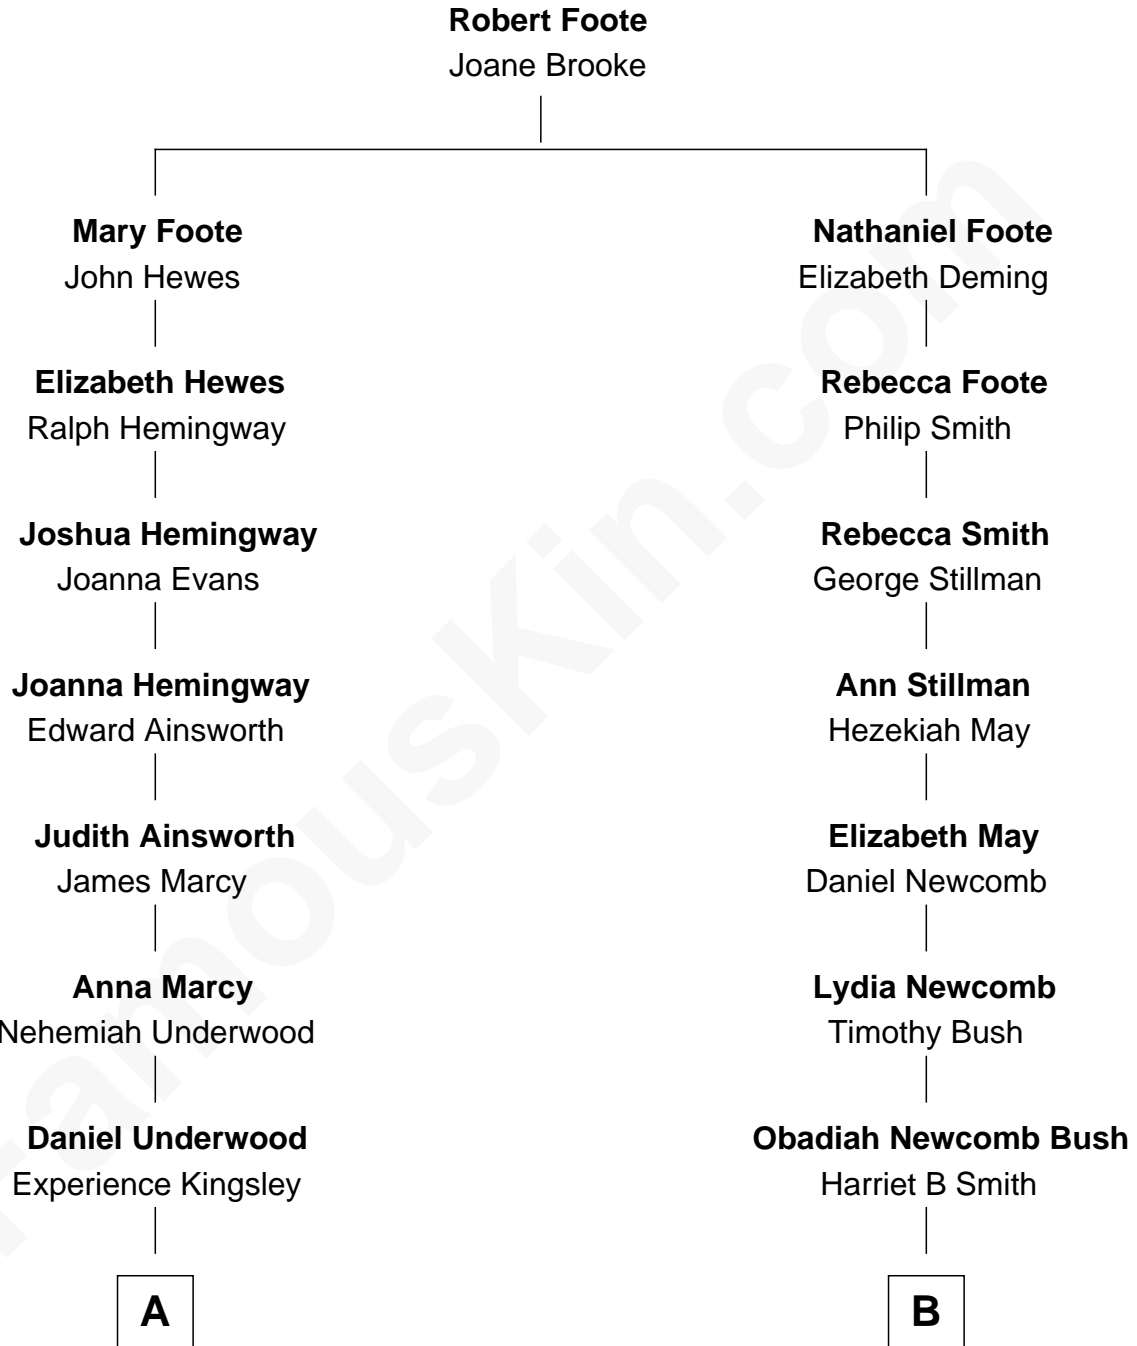 Robert Foote
Joane Brooke
Mary Foote
John Hewes
Nathaniel Foote
Elizabeth Deming
Elizabeth Hewes
Ralph Hemingway
Rebecca Foote
Philip Smith
Joshua Hemingway
Joanna Evans
Rebecca Smith
George Stillman
Joanna Hemingway
Edward Ainsworth
Ann Stillman
Hezekiah May
Judith Ainsworth
James Marcy
Elizabeth May
Daniel Newcomb
Anna Marcy
Nehemiah Underwood
Lydia Newcomb
Timothy Bush
Daniel Underwood
Experience Kingsley
Obadiah Newcomb Bush
Harriet B Smith
A
B
FamousKin.com